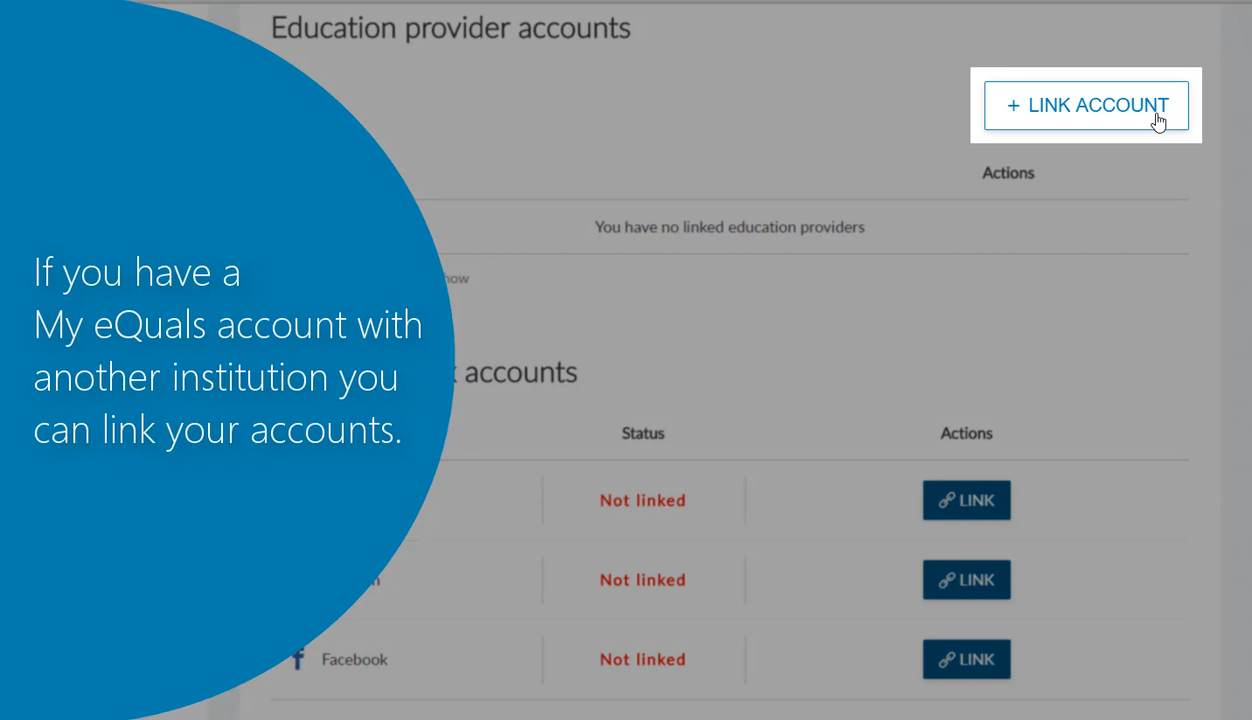 Education provider accounts
+ LINK ACCOUNT
Actions
You have no linked education providers
If you have a
My eQuals account with
another institution you
can link your accounts.
accounts
Status
Actions
Not linked
LINK
Not linked
LINK
Facebook
Not linked
LINK